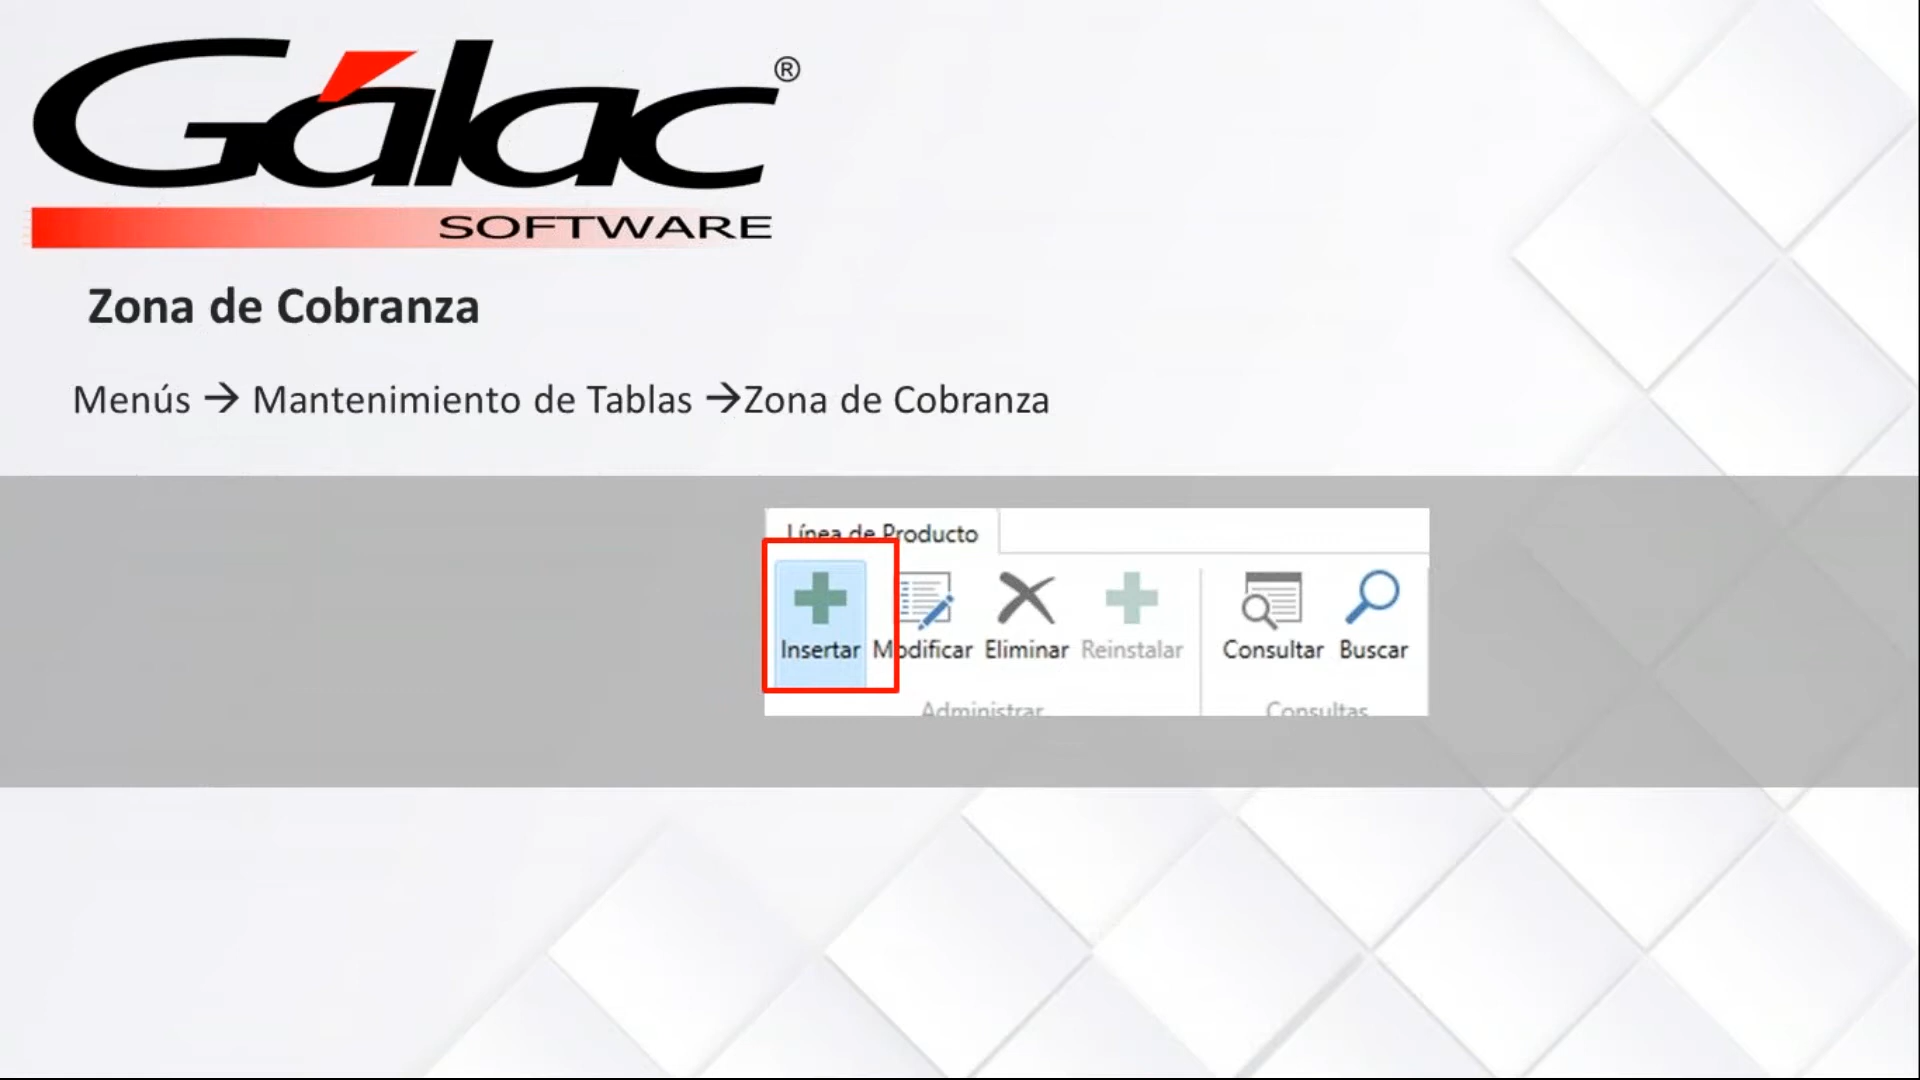 Gálac®
SOFTWARE
Zona de Cobranza
Menús → Mantenimiento de Tablas →Zona de Cobranza
Línea de Producto
Insertar Modificar Eliminar Reinstalar Consultar Buscar
Administrar Consultas